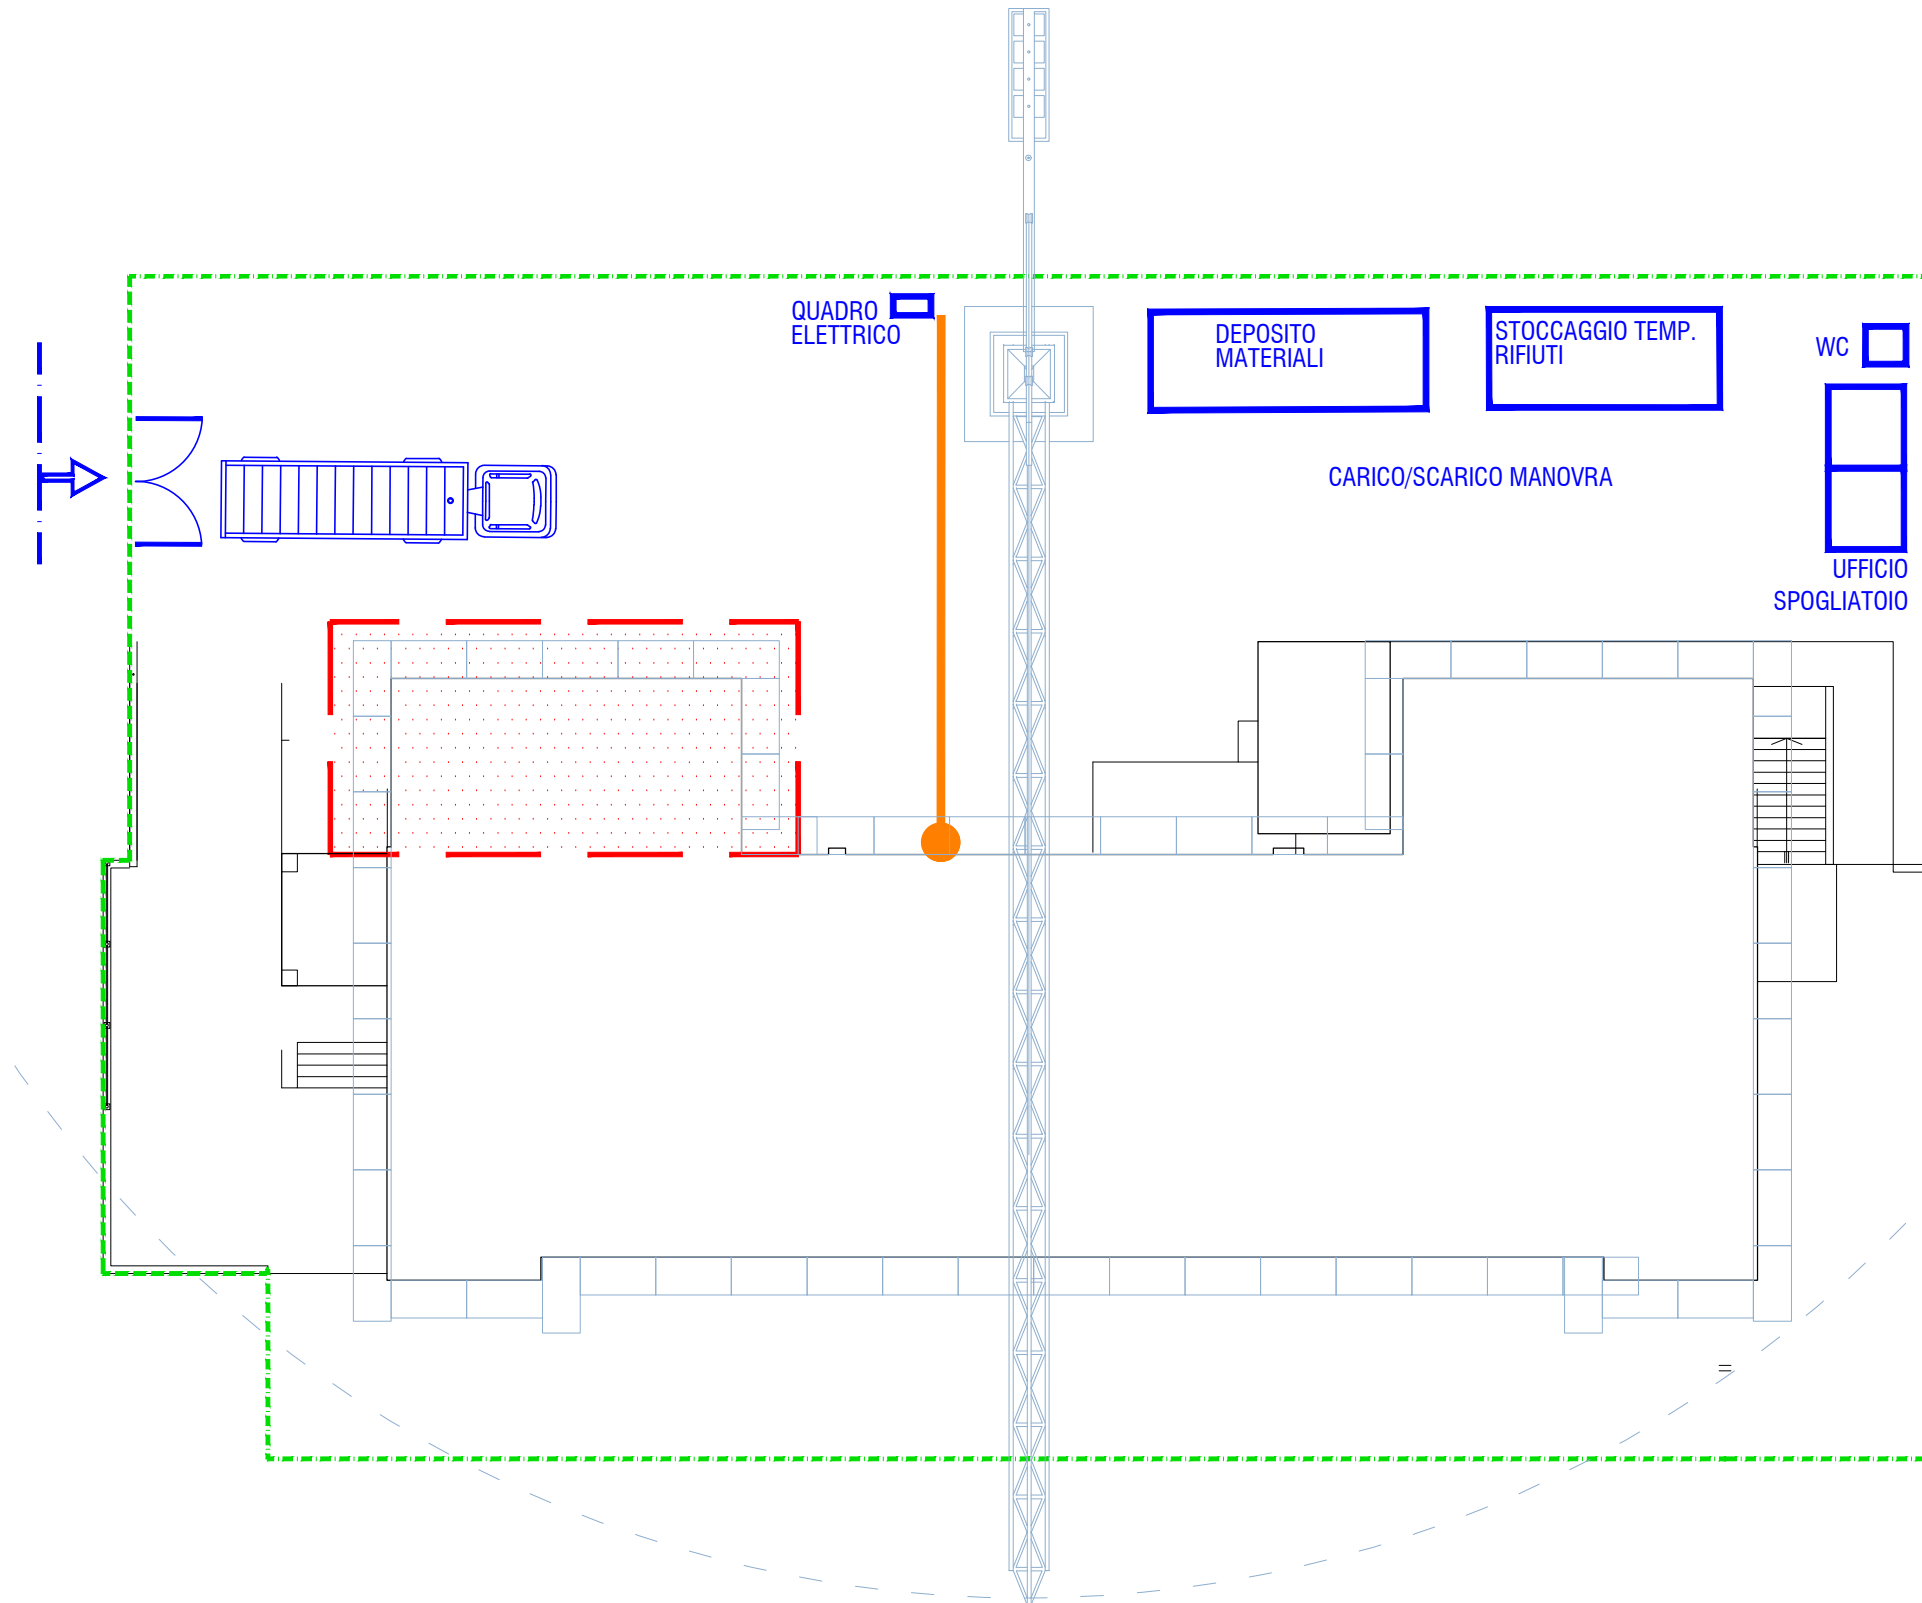 QUADRO
ELETTRICO
DEPOSITO
MATERIALI
STOCCAGGIO TEMP.
RIFIUTI
WC
CARICO/SCARICO MANOVRA
UFFICIO
SPOGLIATOIO